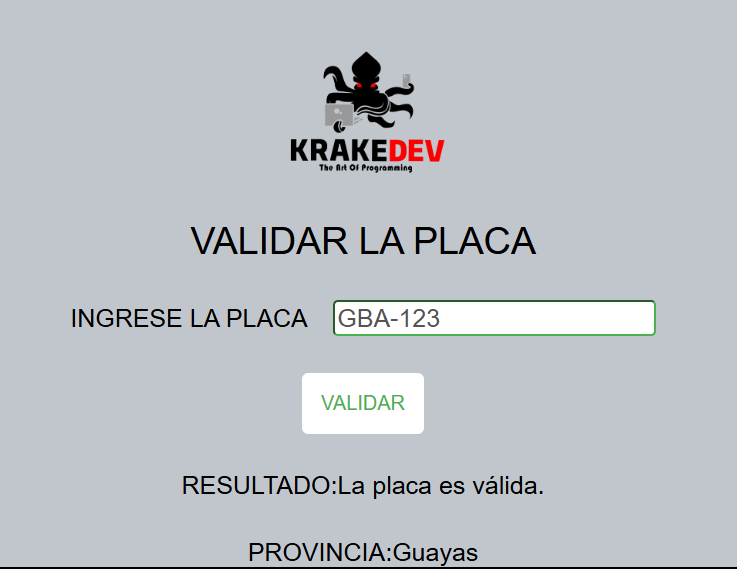 KRAKEDEV
The Art Of Programming
VALIDAR LA PLACA
INGRESE LA PLACA GBA-123
VALIDAR
RESULTADO:La placa es válida.
PROVINCIA:Guayas